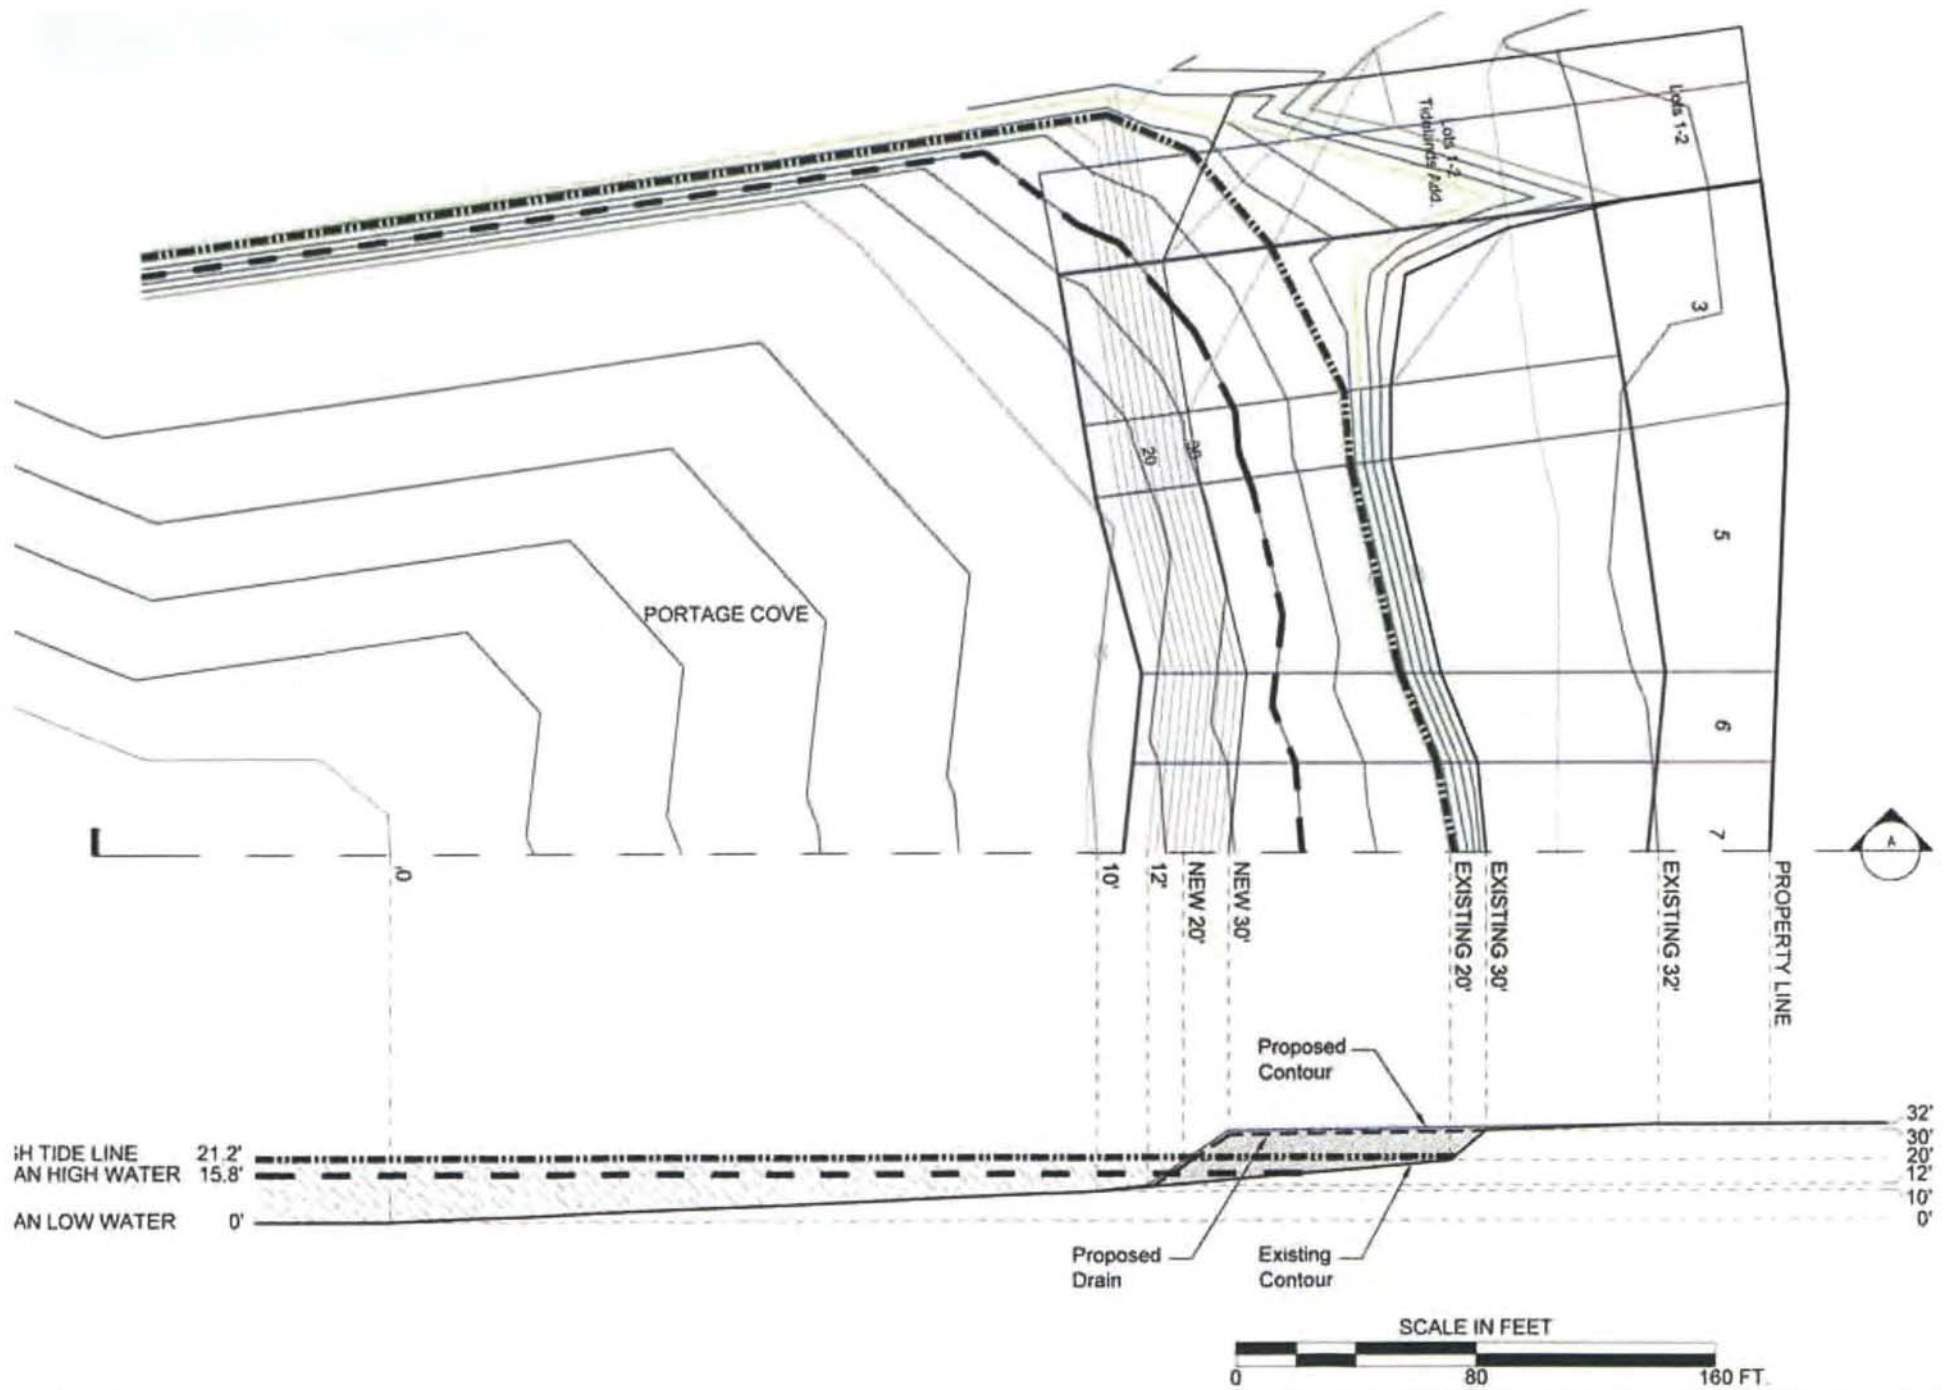 Lots 1-2
Lots 1-2
Tidelands Add.
3
20
30
5
PORTAGE COVE
6
7
A
0'
10'
12'
NEW 20'
NEW 30'
EXISTING 20'
EXISTING 30'
EXISTING 32'
PROPERTY LINE
Proposed
Contour
32'
30'
20'
12'
10'
0'
IH TIDE LINE 21.2'
AN HIGH WATER 15.8'
AN LOW WATER 0'
Proposed
Drain
Existing
Contour
SCALE IN FEET
0 80 160 FT.